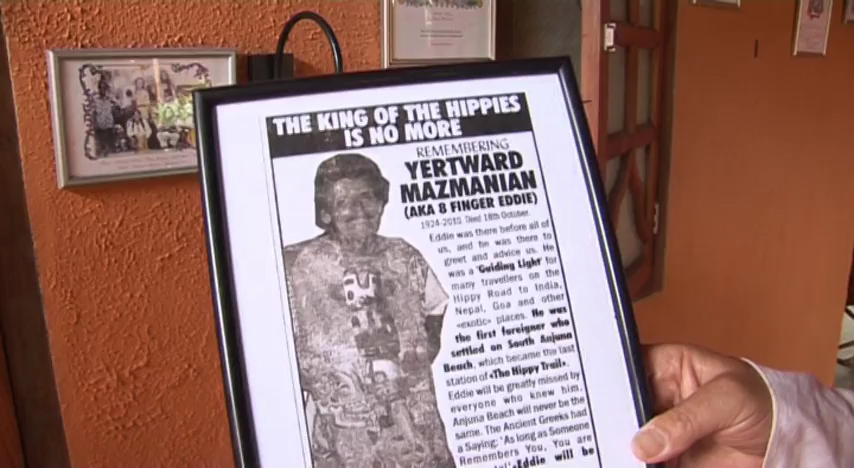 THE KING OF THE HIPPIES
IS NO MORE
REMEMBERING
YERTWARD
MAZMANIAN
(AKA 8 FINGER EDDIE)
1924-2010. Died 18th October.
Eddie was there before all of
us, and he was there to
greet and advice us. He
was a 'Guiding Light' for
many travellers on the
Hippy Road to India,
Nepal, Goa and other
«exotic» places. He was
the first foreigner who
settled on South Anjuna
Beach, which became the last
station of «The Hippy Trail».
Eddie will be greatly missed by
everyone who knew him.
Anjuna Beach will never be the
same. The Ancient Greeks had
a Saying: 'As long as Someone
Remembers You, You are
«Eddie will be